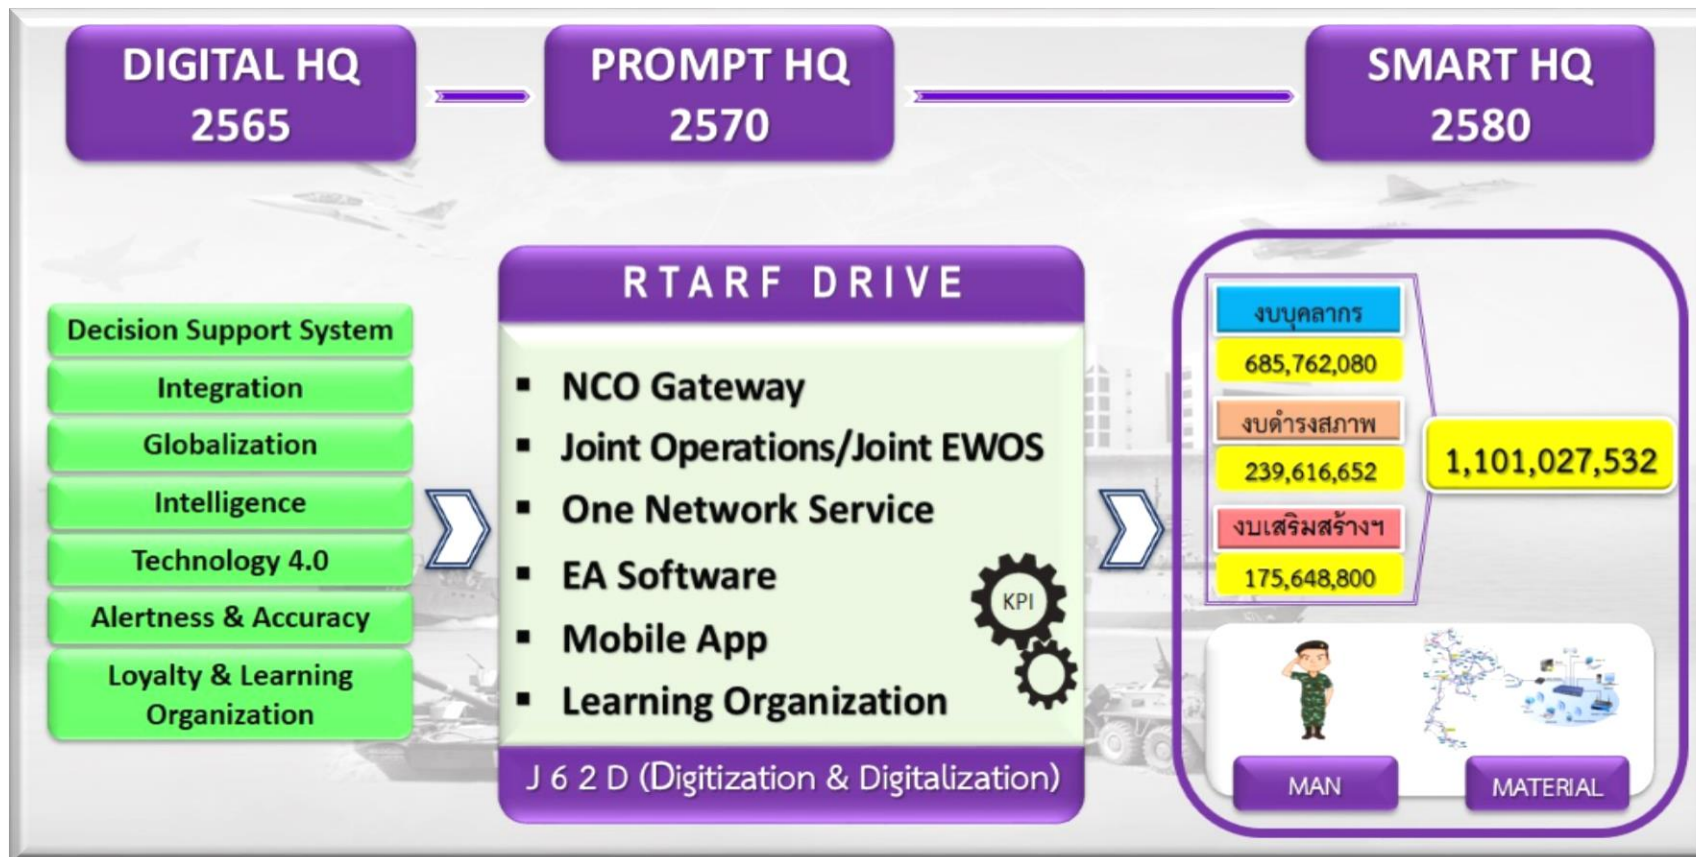 DIGITAL HQ
2565
PROMPT HQ
2570
SMART HQ
2580
Decision Support System
Integration
Globalization
Intelligence
Technology 4.0
Alertness & Accuracy
Loyalty & Learning
Organization
RTARF DRIVE
▪ NCO Gateway
▪ Joint Operations/Joint EWOS
▪ One Network Service
▪ EA Software
▪ Mobile App
▪ Learning Organization
KPI
J 6 2 D (Digitization & Digitalization)
งบบุคลากร
685,762,080
งบดำรงสภาพ
239,616,652
งบเสริมสร้างฯ
175,648,800
1,101,027,532
MAN
MATERIAL